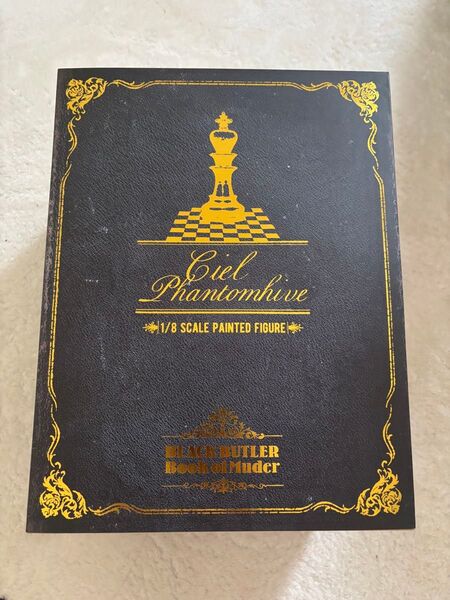 Ciel
Phantomhive
1/8 SCALE PAINTED FIGURE
BLACK BUTLER
Book of Muder